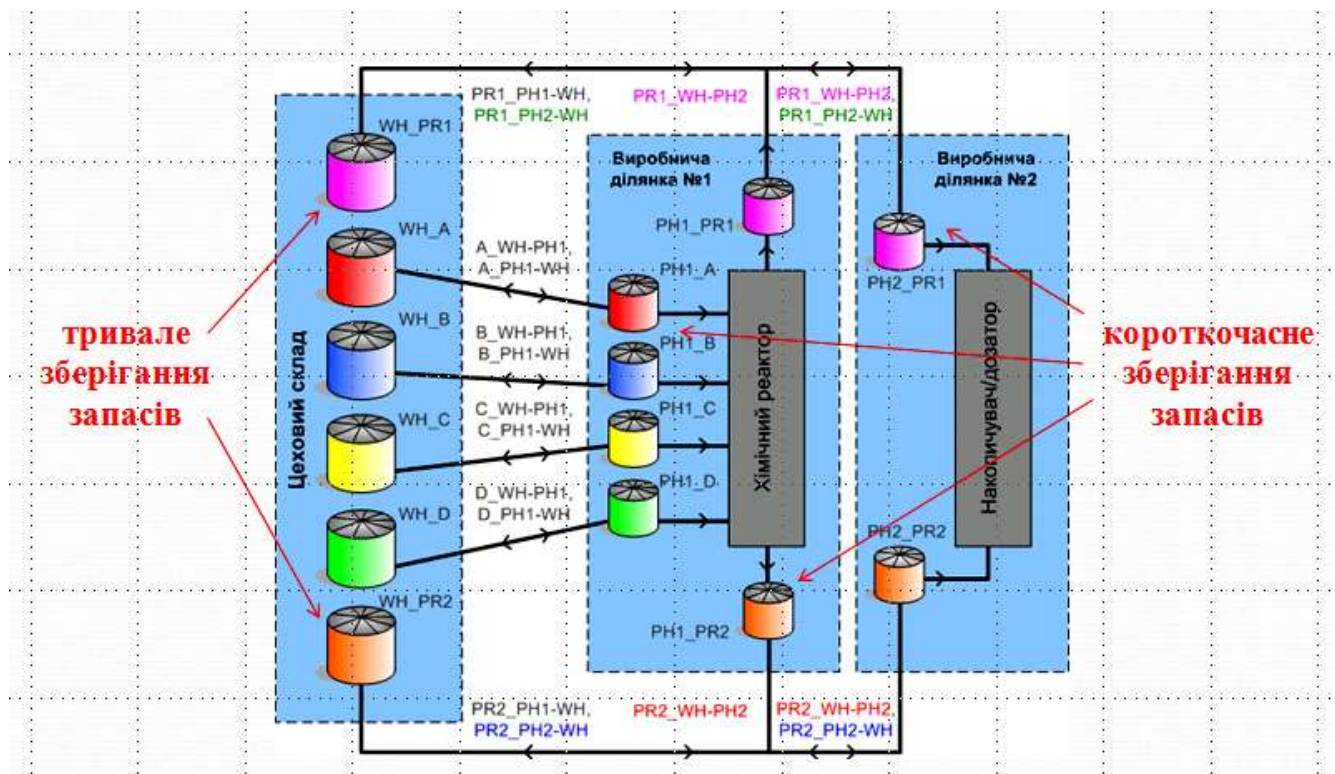 PR1_PH1-WH,
PR1_PH2-WH
PR1_WH-PH2
PR1_WH-PH2,
PR1_PH2-WH
WH_PR1
Виробнича
ділянка №1
Виробнича
ділянка №2
PH1_PR1
WH_A
A_WH-PH1,
A_PH1-WH
PH1_A
PH2_PR1
тривале
зберігання
запасів
Цеховий склад
WH_B
B_WH-PH1,
B_PH1-WH
PH1_B
Хімічний реактор
Накопичувач/дозатор
короткочасне
зберігання
запасів
WH_C
C_WH-PH1,
C_PH1-WH
PH1_C
WH_D
D_WH-PH1,
D_PH1-WH
PH1_D
PH2_PR2
WH_PR2
PH1_PR2
PR2_PH1-WH,
PR2_PH2-WH
PR2_WH-PH2
PR2_WH-PH2,
PR2_PH2-WH